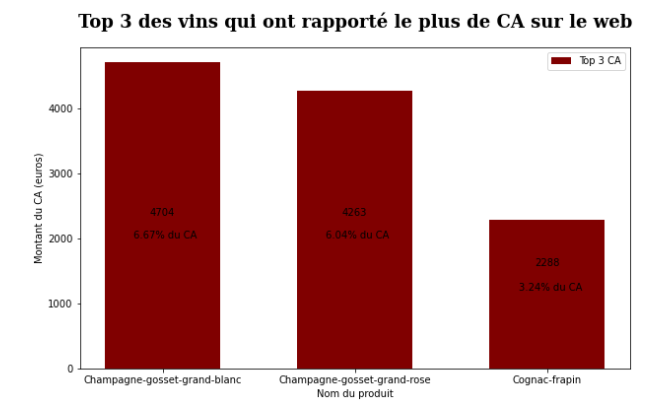 Top 3 des vins qui ont rapporté le plus de CA sur le web
Top 3 CA
Montant du CA (euros)
4000
3000
2000
1000
0
4704
6.67% du CA
4263
6.04% du CA
2288
3.24% du CA
Champagne-gosset-grand-blanc
Champagne-gosset-grand-rose
Cognac-frapin
Nom du produit